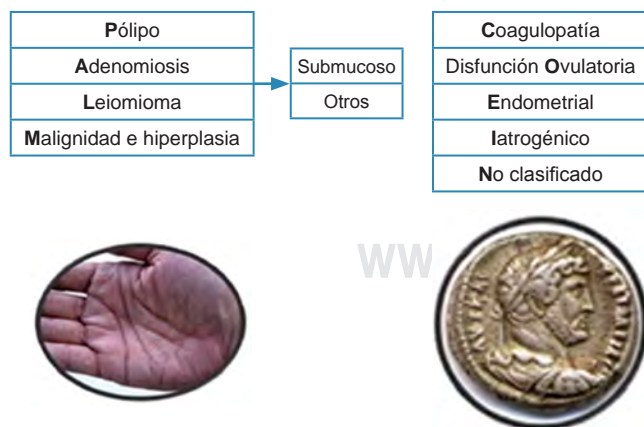 Pólipo
Adenomiosis
Leiomioma
Malignidad e hiperplasia
Submucoso
Otros
Coagulopatía
Disfunción Ovulatoria
Endometrial
Iatrogénico
No clasificado
WW